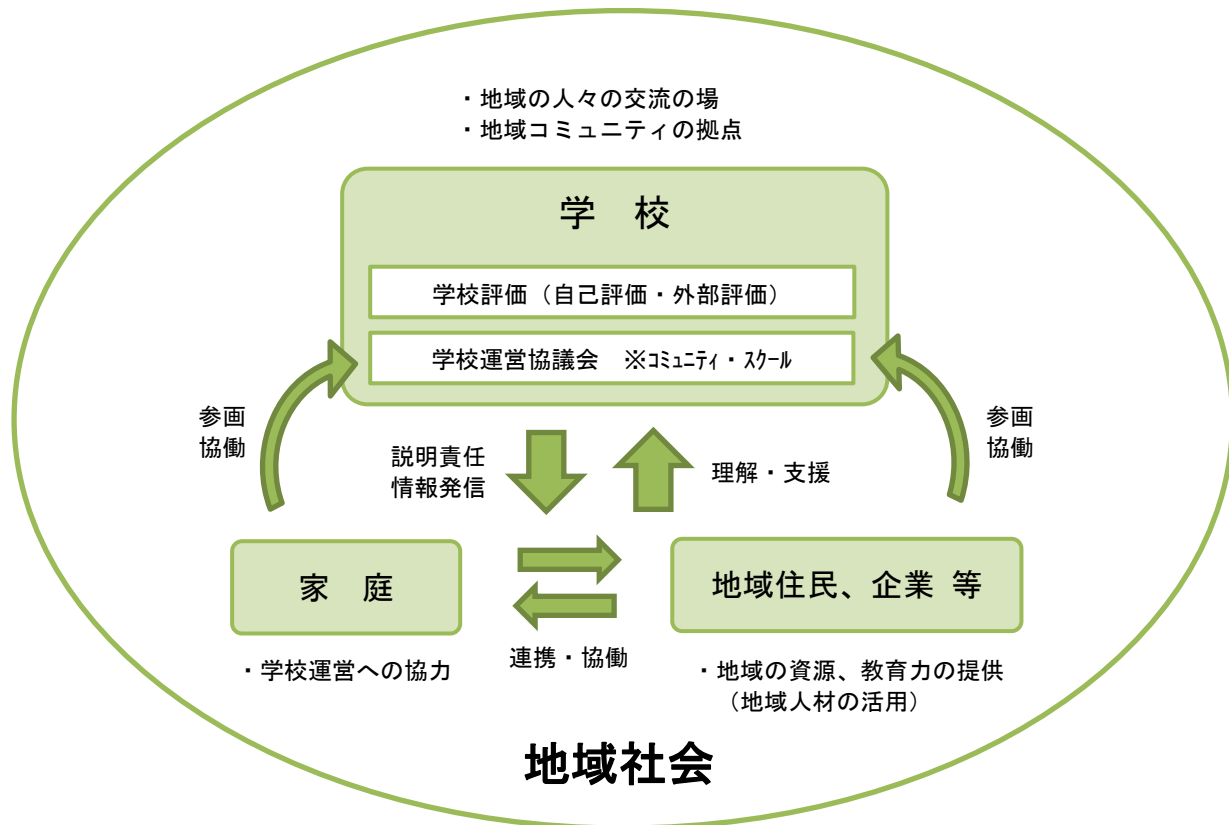 ・地域の人々の交流の場
・地域コミュニティの拠点
学　校
学校評価（自己評価・外部評価）
学校運営協議会　※ｺﾐｭﾆﾃｨ・ｽｸｰﾙ
参画
協働
説明責任
情報発信
理解・支援
参画
協働
家　庭
地域住民、企業 等
連携・協働
・学校運営への協力
・地域の資源、教育力の提供
（地域人材の活用）
地域社会